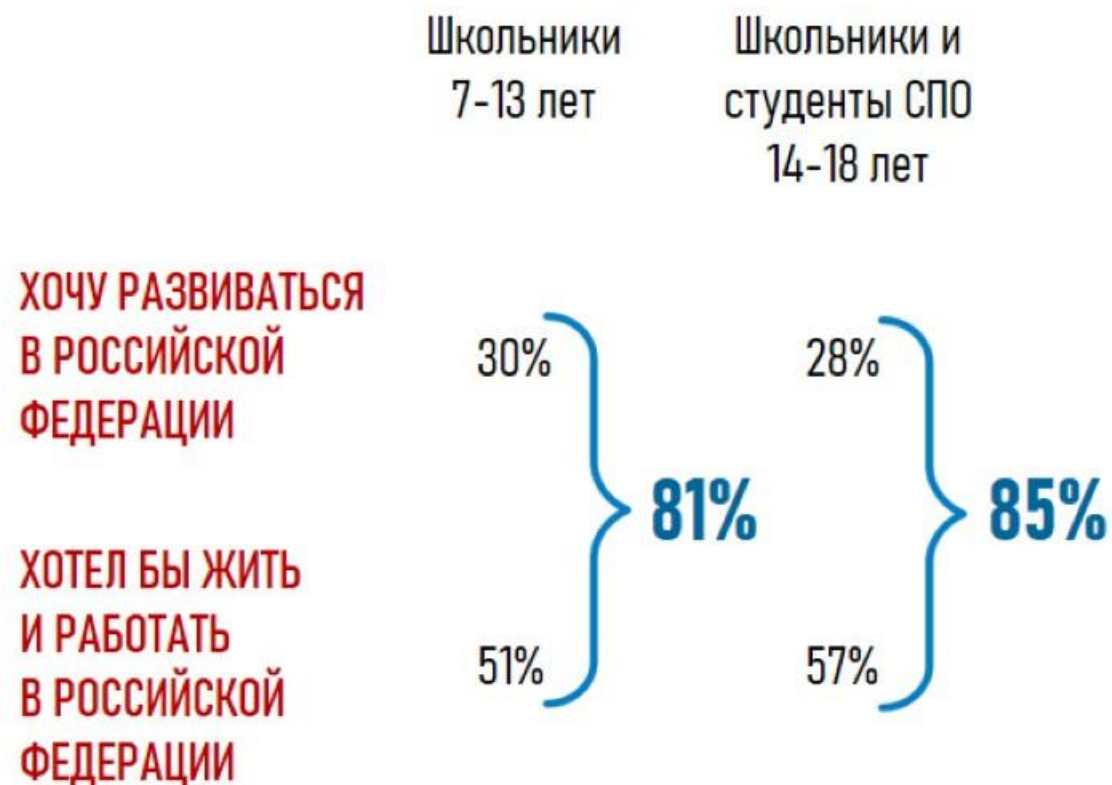 Школьники
7-13 лет
Школьники и
студенты СПО
14-18 лет
ХОЧУ РАЗВИВАТЬСЯ
В РОССИЙСКОЙ
ФЕДЕРАЦИИ
30%
28%
81%
85%
ХОТЕЛ БЫ ЖИТЬ
И РАБОТАТЬ
В РОССИЙСКОЙ
ФЕДЕРАЦИИ
51%
57%